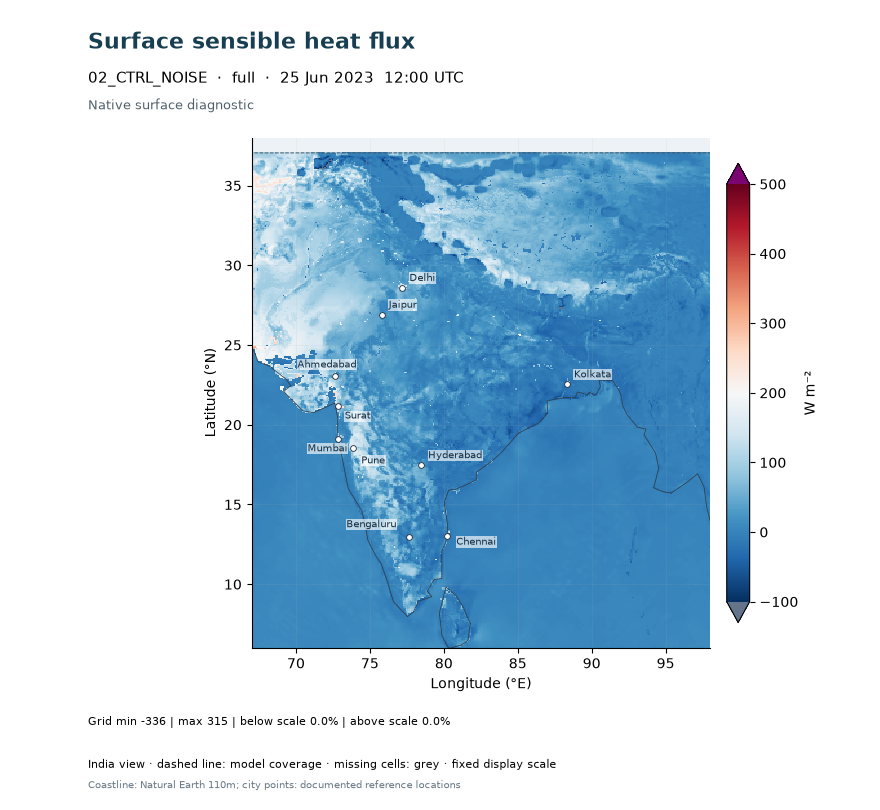 Surface sensible heat flux
02_CTRL_NOISE · full · 25 Jun 2023 12:00 UTC
Native surface diagnostic
35
30
25
20
15
10
Latitude (°N)
Delhi
Jaipur
Ahmedabad
Kolkata
Surat
Mumbai
Pune
Hyderabad
Bengaluru
Chennai
70
75
80
85
90
95
Longitude (°E)
500
400
300
200
100
0
−100
W m⁻²
Grid min -336 | max 315 | below scale 0.0% | above scale 0.0%
India view · dashed line: model coverage · missing cells: grey · fixed display scale
Coastline: Natural Earth 110m; city points: documented reference locations